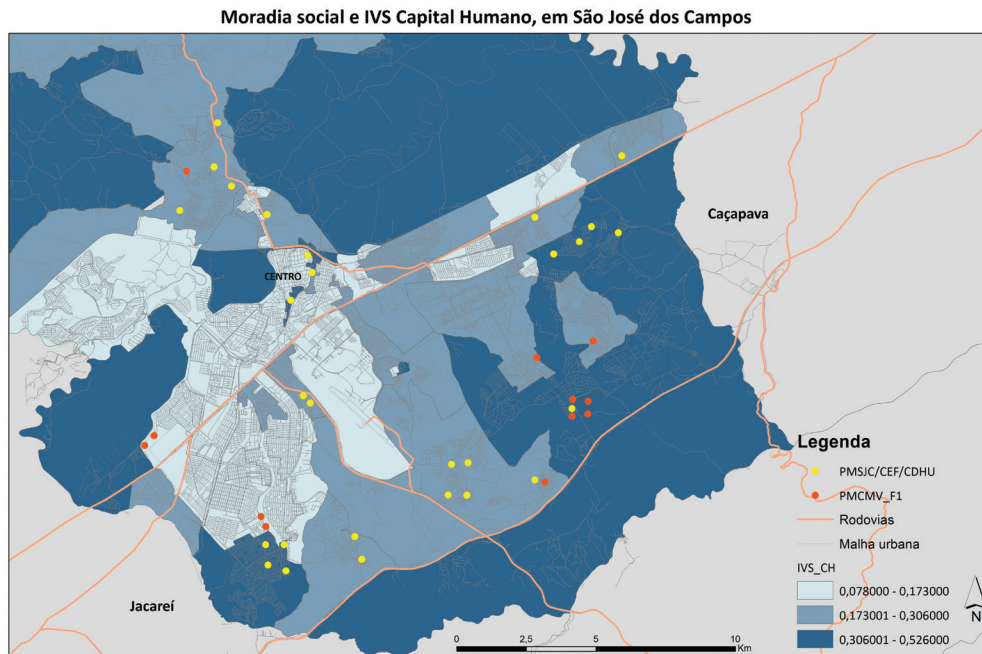 Moradia social e IVS Capital Humano, em São José dos Campos
Caçapava
CENTRO
Jacareí
Legenda
PMSJC/CEF/CDHU
PMCMV_F1
Rodovias
Malha urbana
IVS_CH
0,078000 - 0,173000
0,173001 - 0,306000
0,306001 - 0,526000
N
0 2,5 5 10
Km